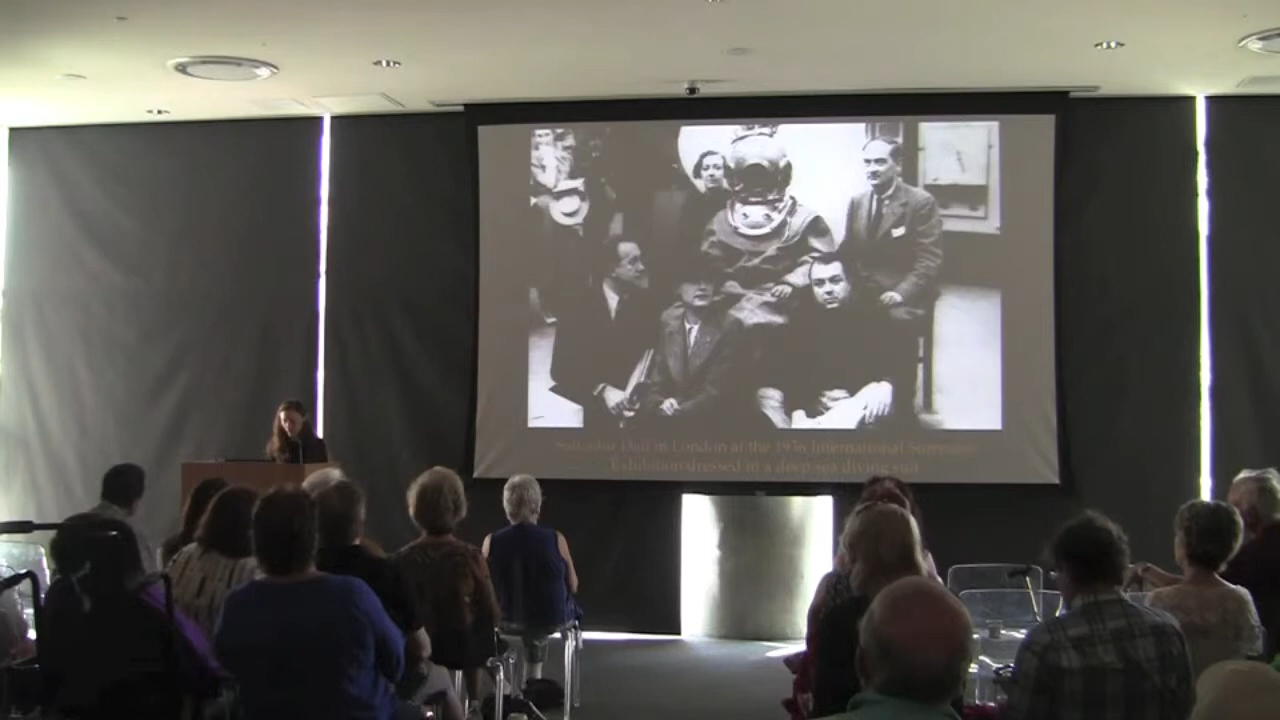 Salvador Dalí in London at the 1936 International Surrealist
Exhibition dressed in a deep sea diving suit